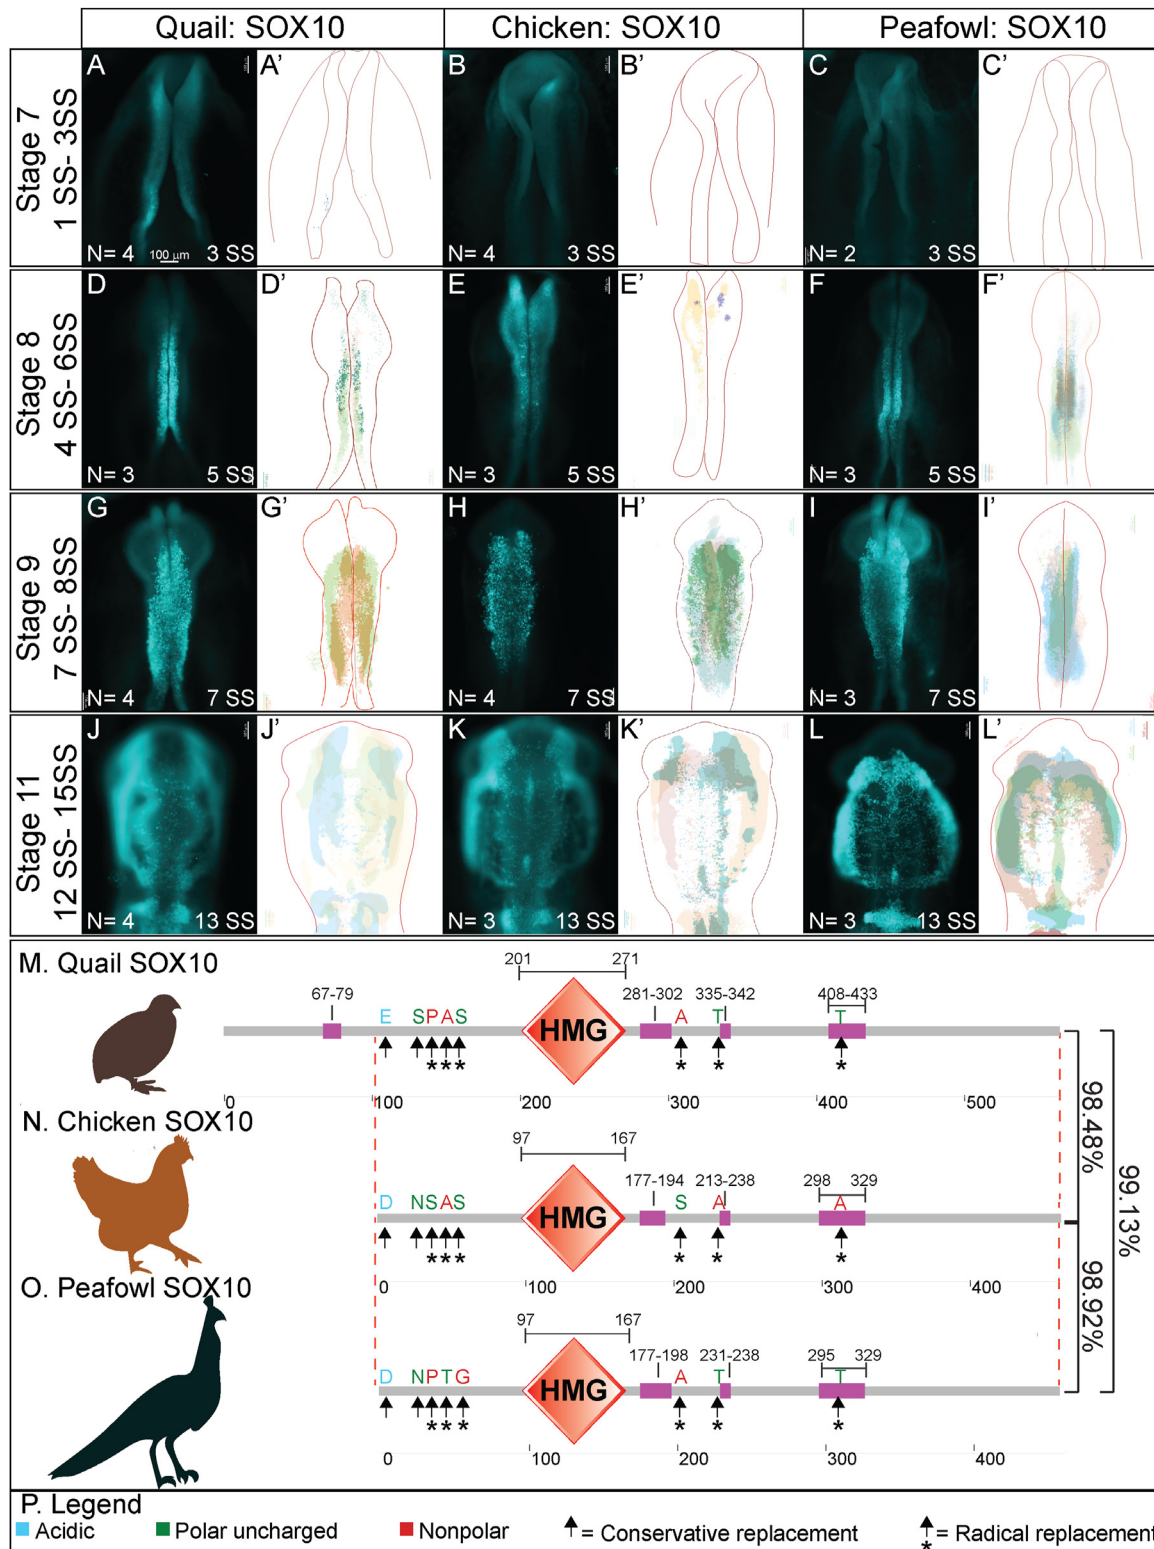 Quail: SOX10 Chicken: SOX10 Peafowl: SOX10
Stage 7
1 SS- 3SS
A A' B B' C C'
N= 4 100 µm 3 SS N= 4 3 SS N= 2 3 SS
Stage 8
4 SS- 6SS
D D' E E' F F'
N= 3 5 SS N= 3 5 SS N= 3 5 SS
Stage 9
7 SS- 8SS
G G' H H' I I'
N= 4 7 SS N= 4 7 SS N= 3 7 SS
Stage 11
12 SS- 15SS
J J' K K' L L'
N= 4 13 SS N= 3 13 SS N= 3 13 SS
M. Quail SOX10
201 271
67-79 281-302 335-342 408-433
E SPAS HMG A T T
* * * * * *
0 100 200 300 400 500
N. Chicken SOX10
97 167
177-194 213-238 298 329
D NSAS HMG S A A
* * * * * *
0 100 200 300 400
O. Peafowl SOX10
97 167
177-198 231-238 295 329
D NPTG HMG A T T
* * * * * *
0 100 200 300 400
98.48%
99.13%
98.92%
P. Legend
Acidic Polar uncharged Nonpolar = Conservative replacement * = Radical replacement